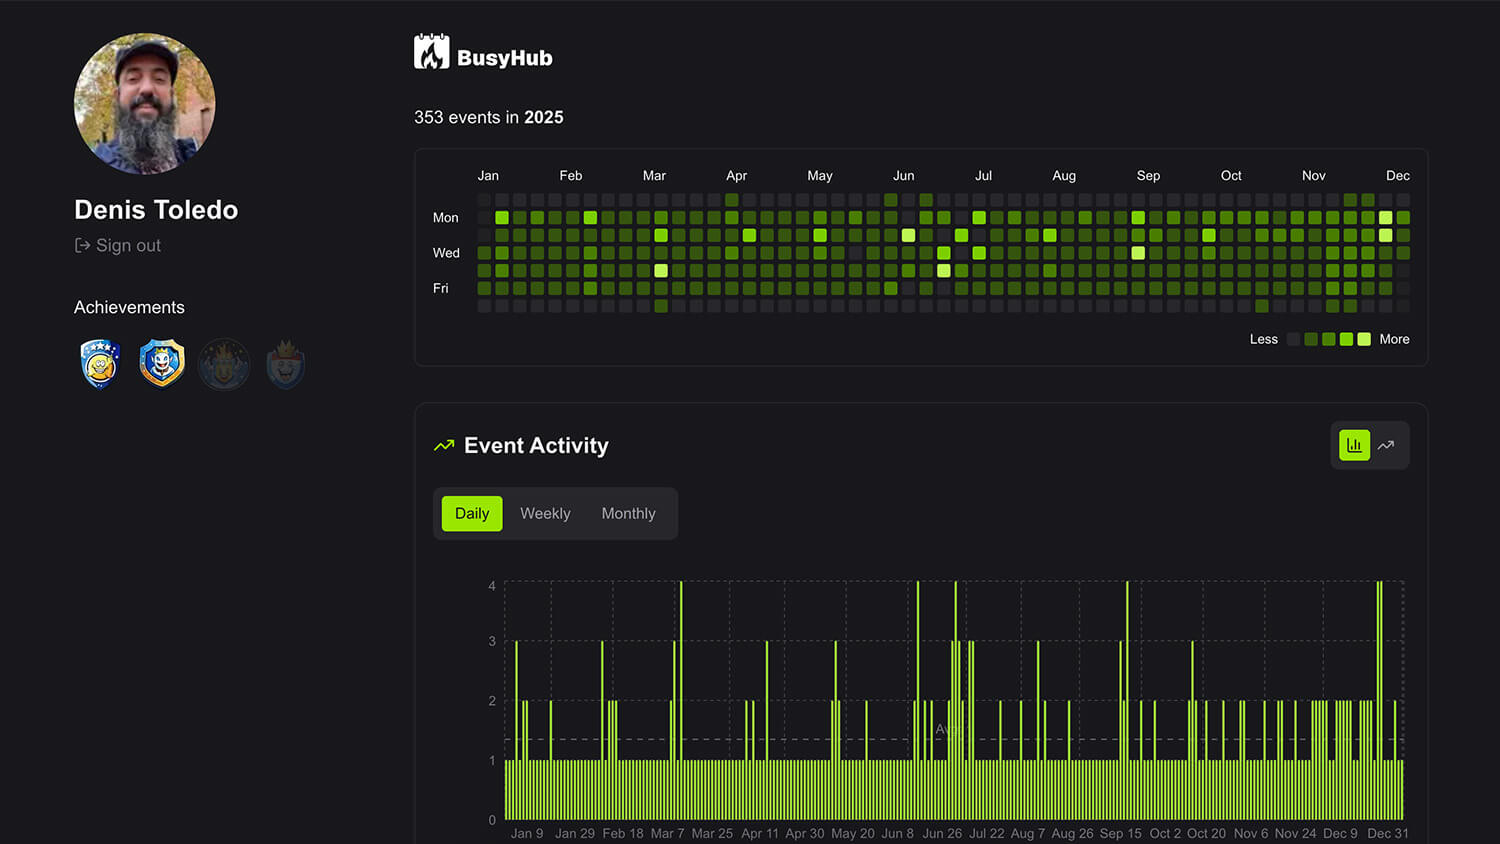 Denis Toledo
Sign out
Achievements
BusyHub
353 events in 2025
Jan Feb Mar Apr May Jun Jul Aug Sep Oct Nov Dec
Mon
Wed
Fri
Less More
Event Activity
Daily Weekly Monthly
4
3
2
1
0
Jan 9 Jan 29 Feb 18 Mar 7 Mar 25 Apr 11 Apr 30 May 20 Jun 8 Jun 26 Jul 22 Aug 7 Aug 26 Sep 15 Oct 2 Oct 20 Nov 6 Nov 24 Dec 9 Dec 31